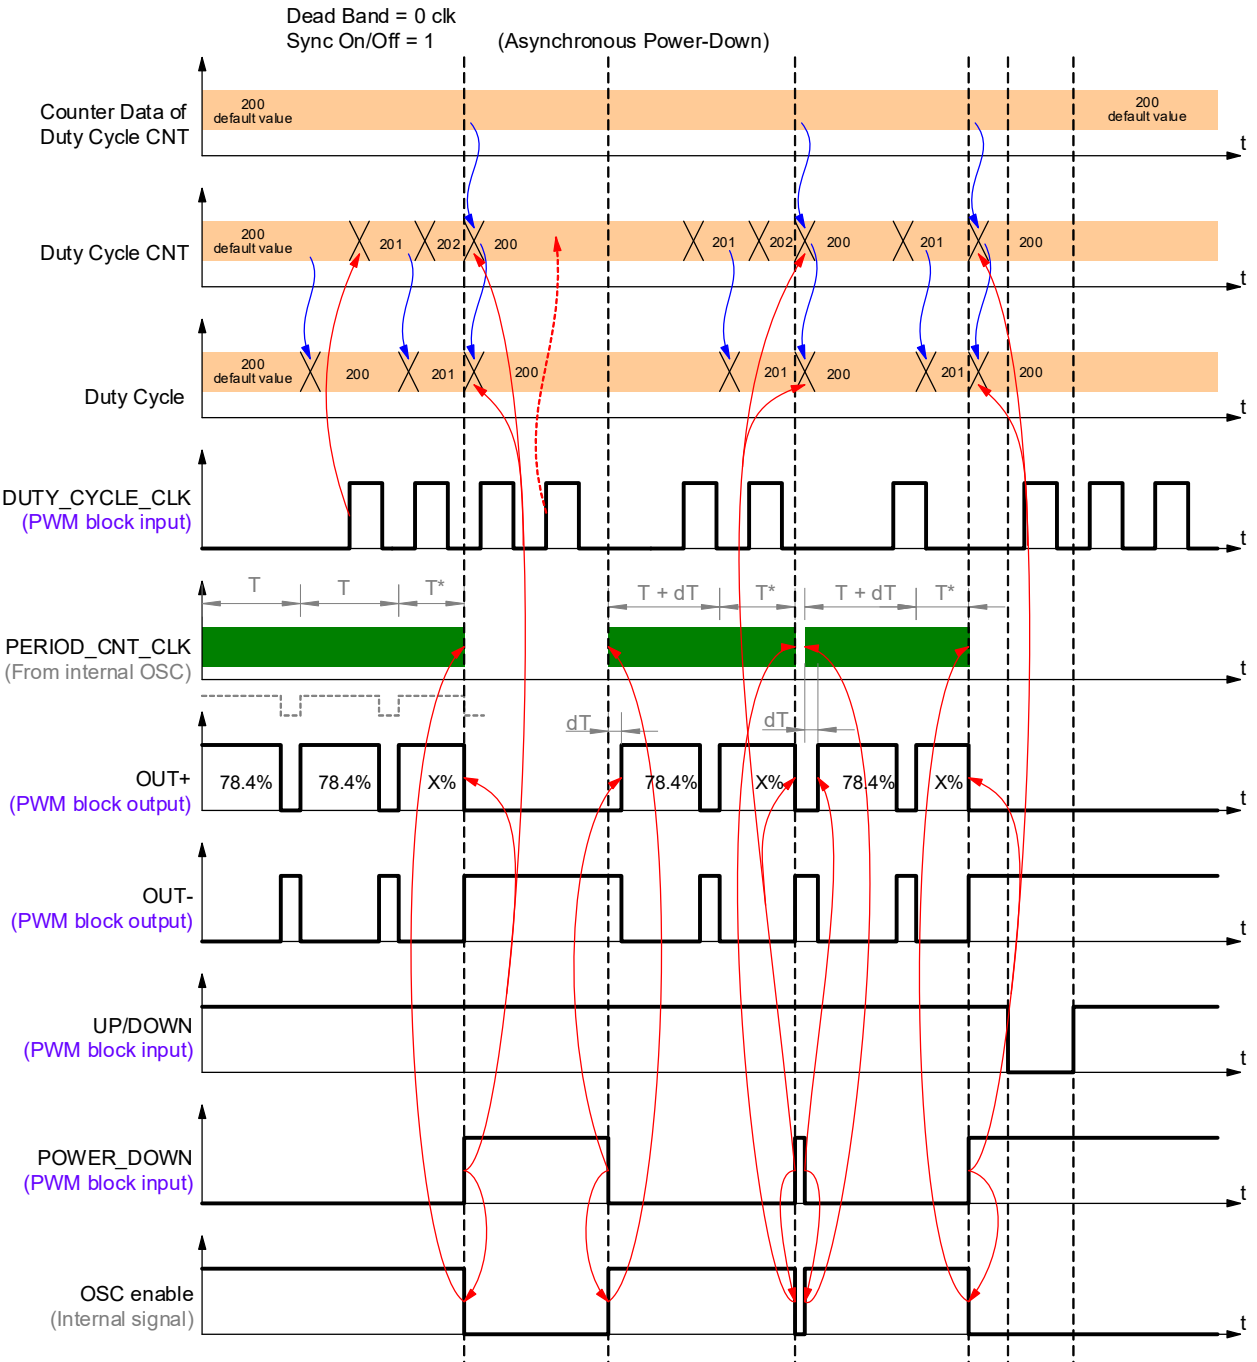 Dead Band = 0 clk
Sync On/Off = 1 (Asynchronous Power-Down)
Counter Data of
Duty Cycle CNT
200
default value
200
default value
t
Duty Cycle CNT
200
default value
201
202
200
201
202
200
201
200
t
Duty Cycle
200
default value
200
201
200
201
200
201
200
t
DUTY_CYCLE_CLK
(PWM block input)
t
T
T
T*
T + dT
T*
T + dT
T*
PERIOD_CNT_CLK
(From internal OSC)
t
dT
dT
OUT+
(PWM block output)
78.4%
78.4%
X%
78.4%
X%
78.4%
X%
t
OUT-
(PWM block output)
t
UP/DOWN
(PWM block input)
t
POWER_DOWN
(PWM block input)
t
OSC enable
(Internal signal)
t